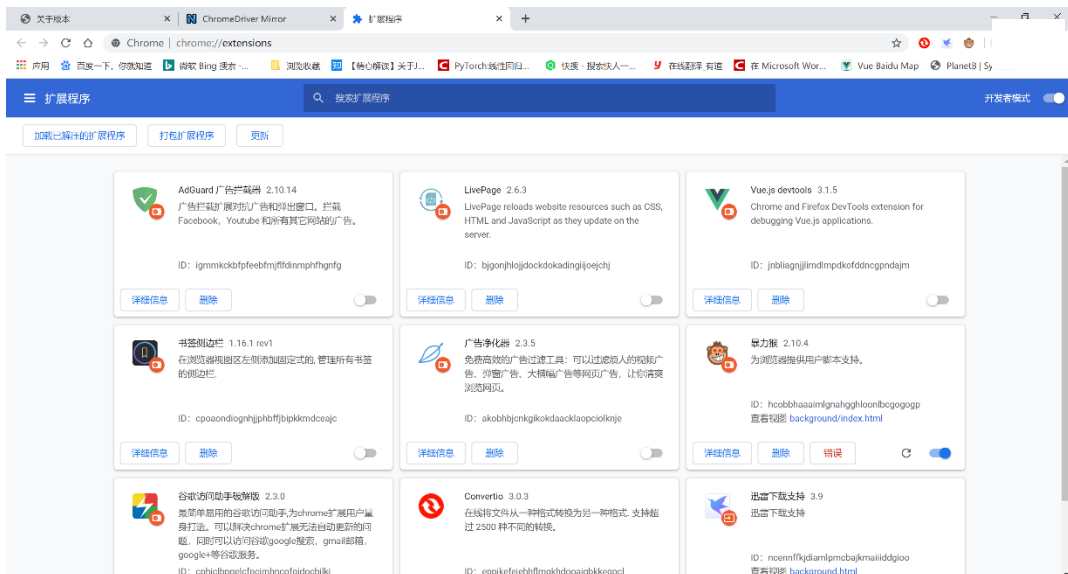 关于版本
ChromeDriver Mirror
扩展程序
Chrome | chrome://extensions
应用
百度一下，你就知道
微软 Bing 搜索 -...
浏览收藏
【核心解读】关于J...
PyTorch:线性回归...
快搜 - 搜索快人一...
在线翻译_有道
在 Microsoft Wor...
Vue Baidu Map
PlanetB | Sy
扩展程序
搜索扩展程序
开发者模式
加载已解压的扩展程序
打包扩展程序
更新
AdGuard 广告拦截器 2.10.14
广告拦截扩展对抗广告和弹出窗口。拦截
Facebook，Youtube 和所有其它网站的广告。
ID：igmmkckbfpfeebfmjflfdinmphfhgnfg
详细信息
删除
LivePage 2.6.3
LivePage reloads website resources such as CSS,
HTML and JavaScript as they update on the
server.
ID：bjgonjhlojjdockdokadingiijoejchj
详细信息
删除
Vue.js devtools 3.1.5
Chrome and Firefox DevTools extension for
debugging Vue.js applications.
ID：jnbliagnjjlimdlmpdkofddncgpndajm
详细信息
删除
书签侧边栏 1.16.1 rev1
在浏览器视图区左侧添加固定式的, 管理所有书签
的侧边栏.
ID：cpoaondiognhjjphbffjbipkkmdceajc
详细信息
删除
广告净化器 2.3.5
免费高效的广告过滤工具：可以过滤烦人的视频广
告、弹窗广告、大横幅广告等网页广告，让你清爽
浏览网页。
ID：akobhbjcnkgikokdaacklaopciolknje
详细信息
删除
暴力猴 2.10.4
为浏览器提供用户脚本支持。
ID：hcobbhaaaimlgnahgghloonlbcgogogp
查看视图 background/index.html
详细信息
删除
错误
谷歌访问助手破解版 2.3.0
最简单易用的谷歌访问助手,为chrome扩展用户量
身打造。可以解决chrome扩展无法自动更新的问
题，同时可以访问谷歌google搜索，gmail邮箱，
google+等谷歌服务。
Convertio 3.0.3
在线将文件从一种格式转换为另一种格式. 支持超
过 2500 种不同的转换。
迅雷下载支持 3.9
迅雷下载支持
ID：ncennffkjdiamlpmcbajkmaiiiddgioo
查看视图 background.html